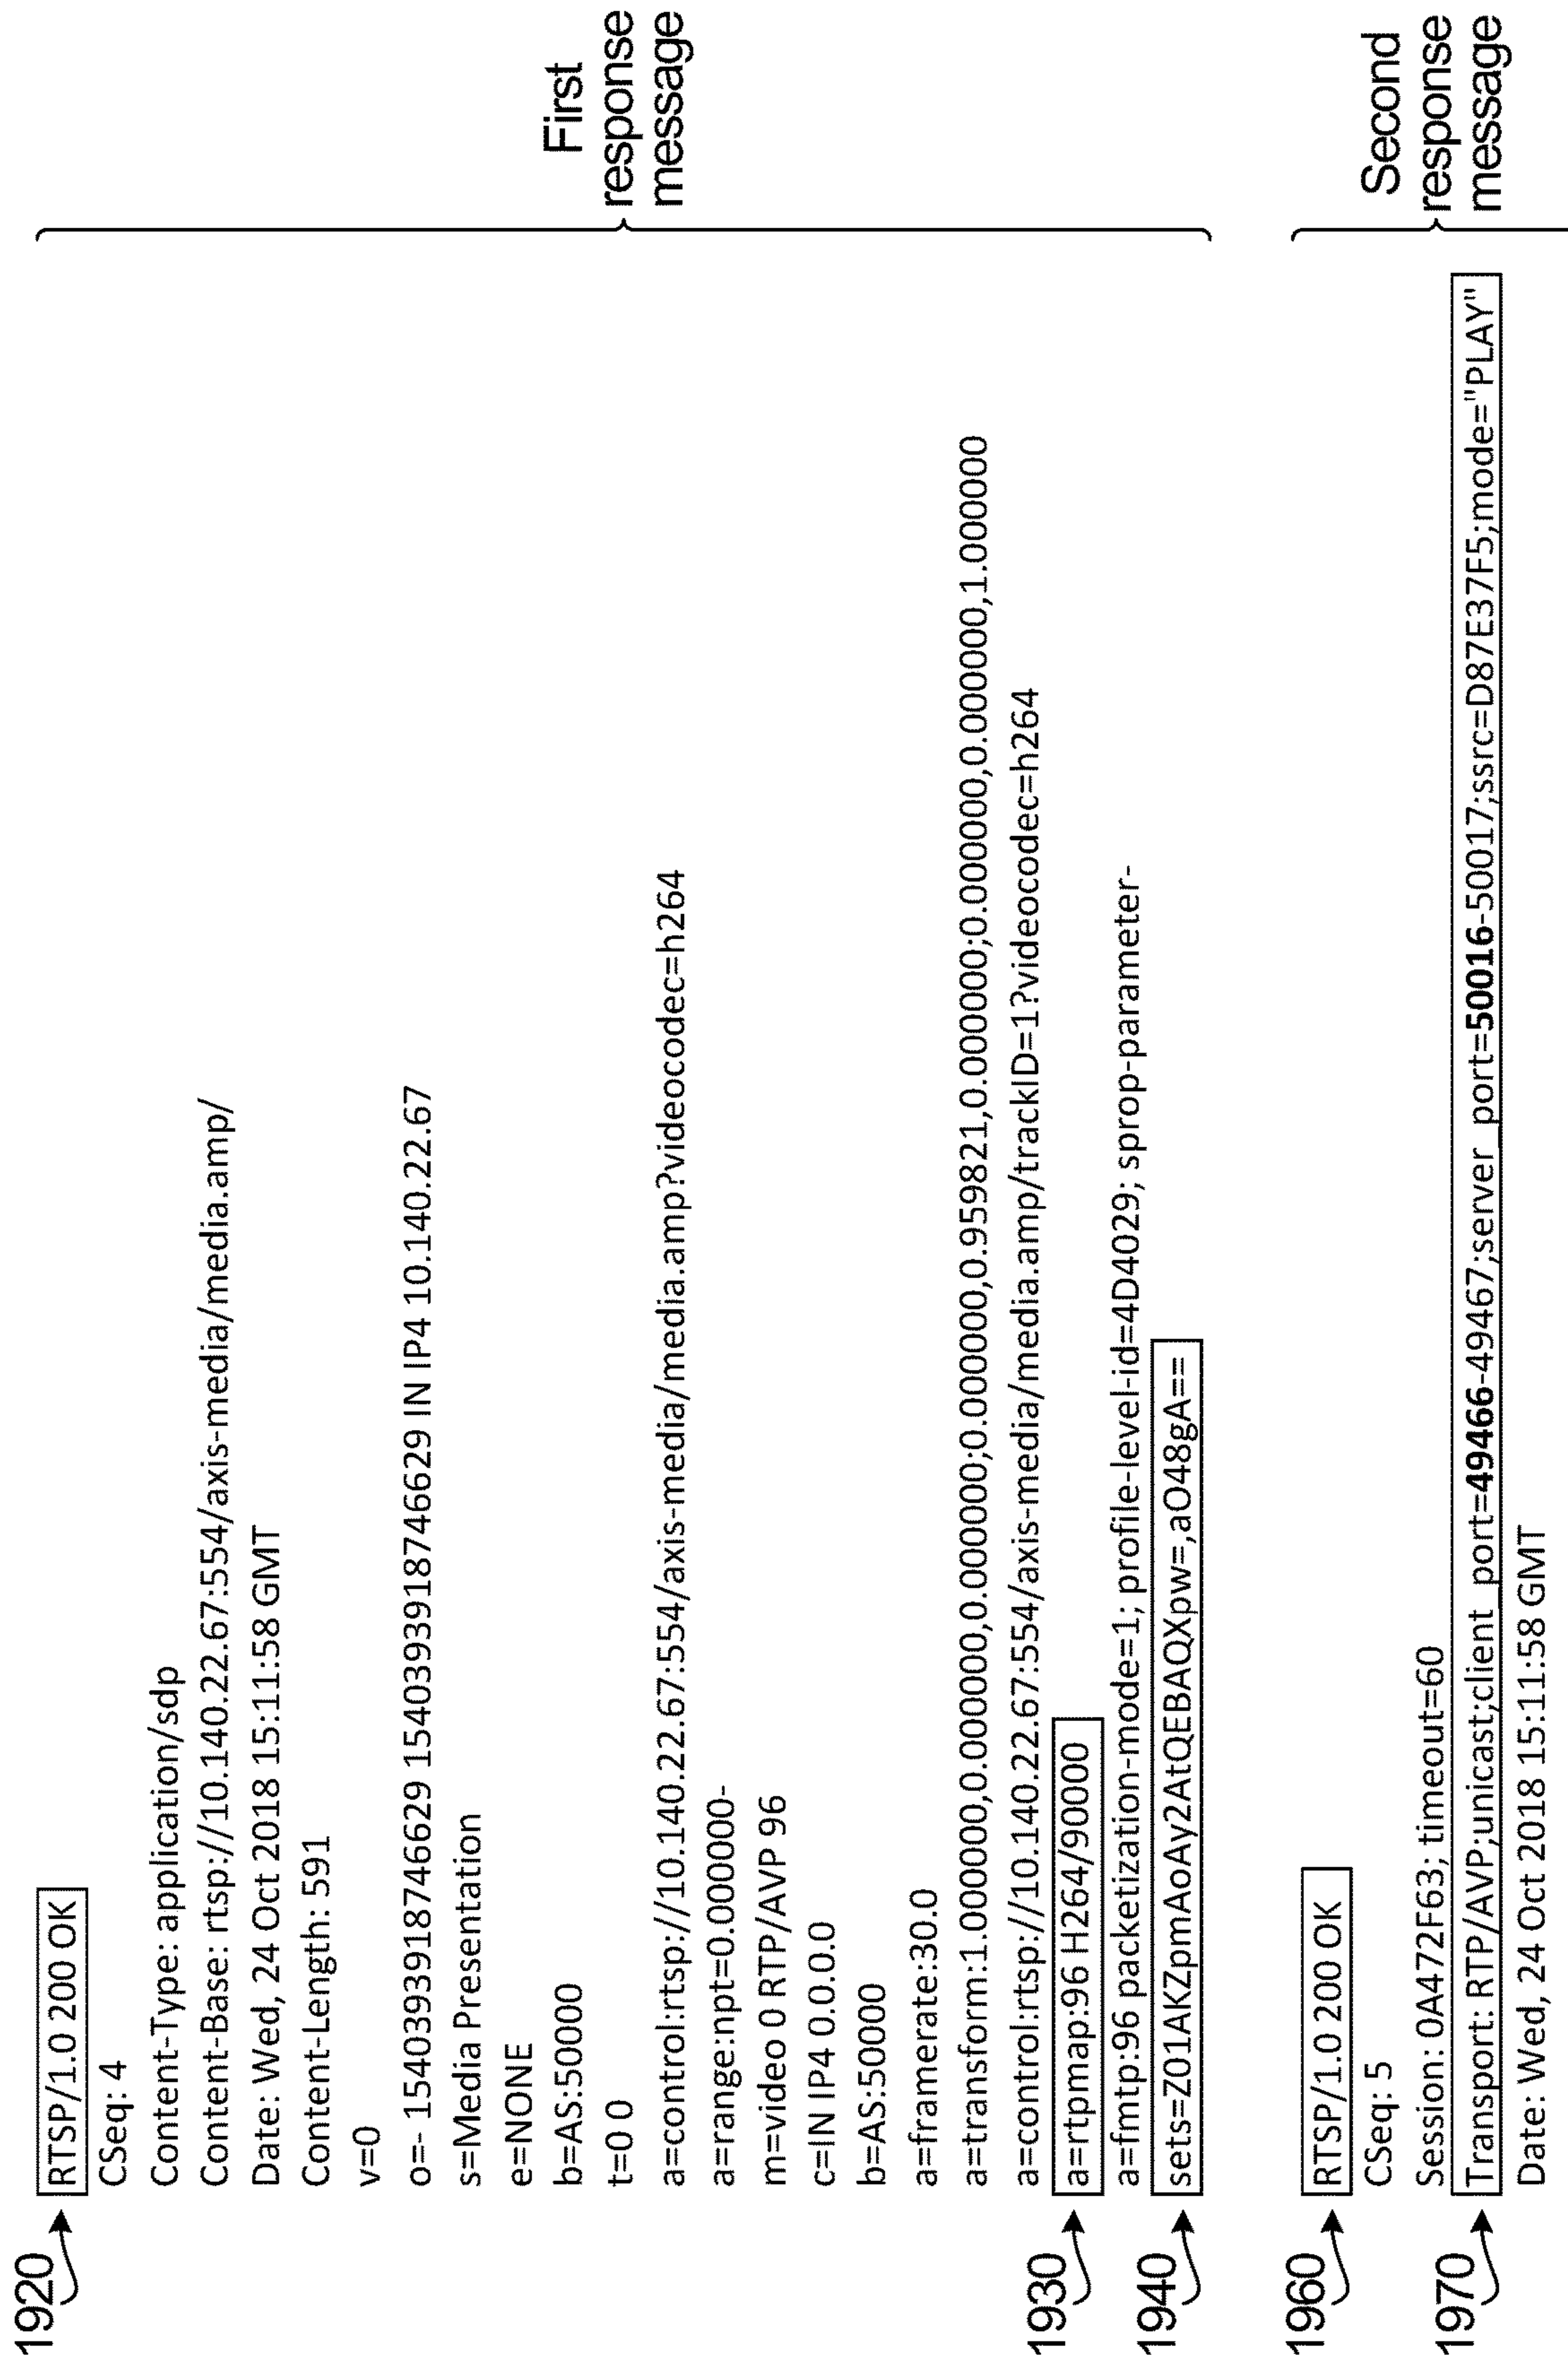 1920
RTSP/1.0 200 OK
CSeq: 4
Content-Type: application/sdp
Content-Base: rtsp://10.140.22.67:554/axis-media/media.amp/
Date: Wed, 24 Oct 2018 15:11:58 GMT
Content-Length: 591
v=0
o=- 1540393918746629 1540393918746629 IN IP4 10.140.22.67
s=Media Presentation
e=NONE
b=AS:50000
t=0 0
a=control:rtsp://10.140.22.67:554/axis-media/media.amp?videocodec=h264
a=range:npt=0.000000-
m=video 0 RTP/AVP 96
c=IN IP4 0.0.0.0
b=AS:50000
a=framerate:30.0
a=transform:1.000000,0.000000,0.000000;0.000000,0.959821,0.000000;0.000000,0.000000,1.000000
a=control:rtsp://10.140.22.67:554/axis-media/media.amp/trackID=1?videocodec=h264
1930
a=rtpmap:96 H264/90000
a=fmtp:96 packetization-mode=1; profile-level-id=4D4029; sprop-parameter-
1940
sets=Z01AKZpmAoAy2AtQEBAQXpw=,aO48gA==
First
response
message
1960
RTSP/1.0 200 OK
CSeq: 5
Session: 0A472F63; timeout=60
1970
Transport: RTP/AVP;unicast;client_port=49466-49467;server_port=50016-50017;ssrc=D87E37F5;mode="PLAY"
Date: Wed, 24 Oct 2018 15:11:58 GMT
Second
response
message